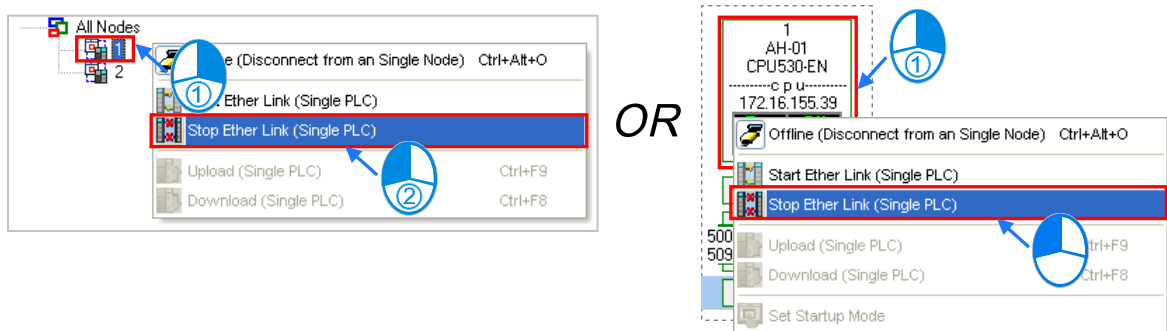 All Nodes
1
2
e (Disconnect from an Single Node) Ctrl+Alt+O
Ether Link (Single PLC)
Stop Ether Link (Single PLC)
Upload (Single PLC) Ctrl+F9
Download (Single PLC) Ctrl+F8
①
②
OR
1
AH-01
CPU530-EN
--------cpu--------
172.16.155.39
①
Offline (Disconnect from an Single Node) Ctrl+Alt+O
Start Ether Link (Single PLC)
Stop Ether Link (Single PLC)
500
509
Upload (Single PLC) Ctrl+F9
Download (Single PLC) Ctrl+F8
Set Startup Mode